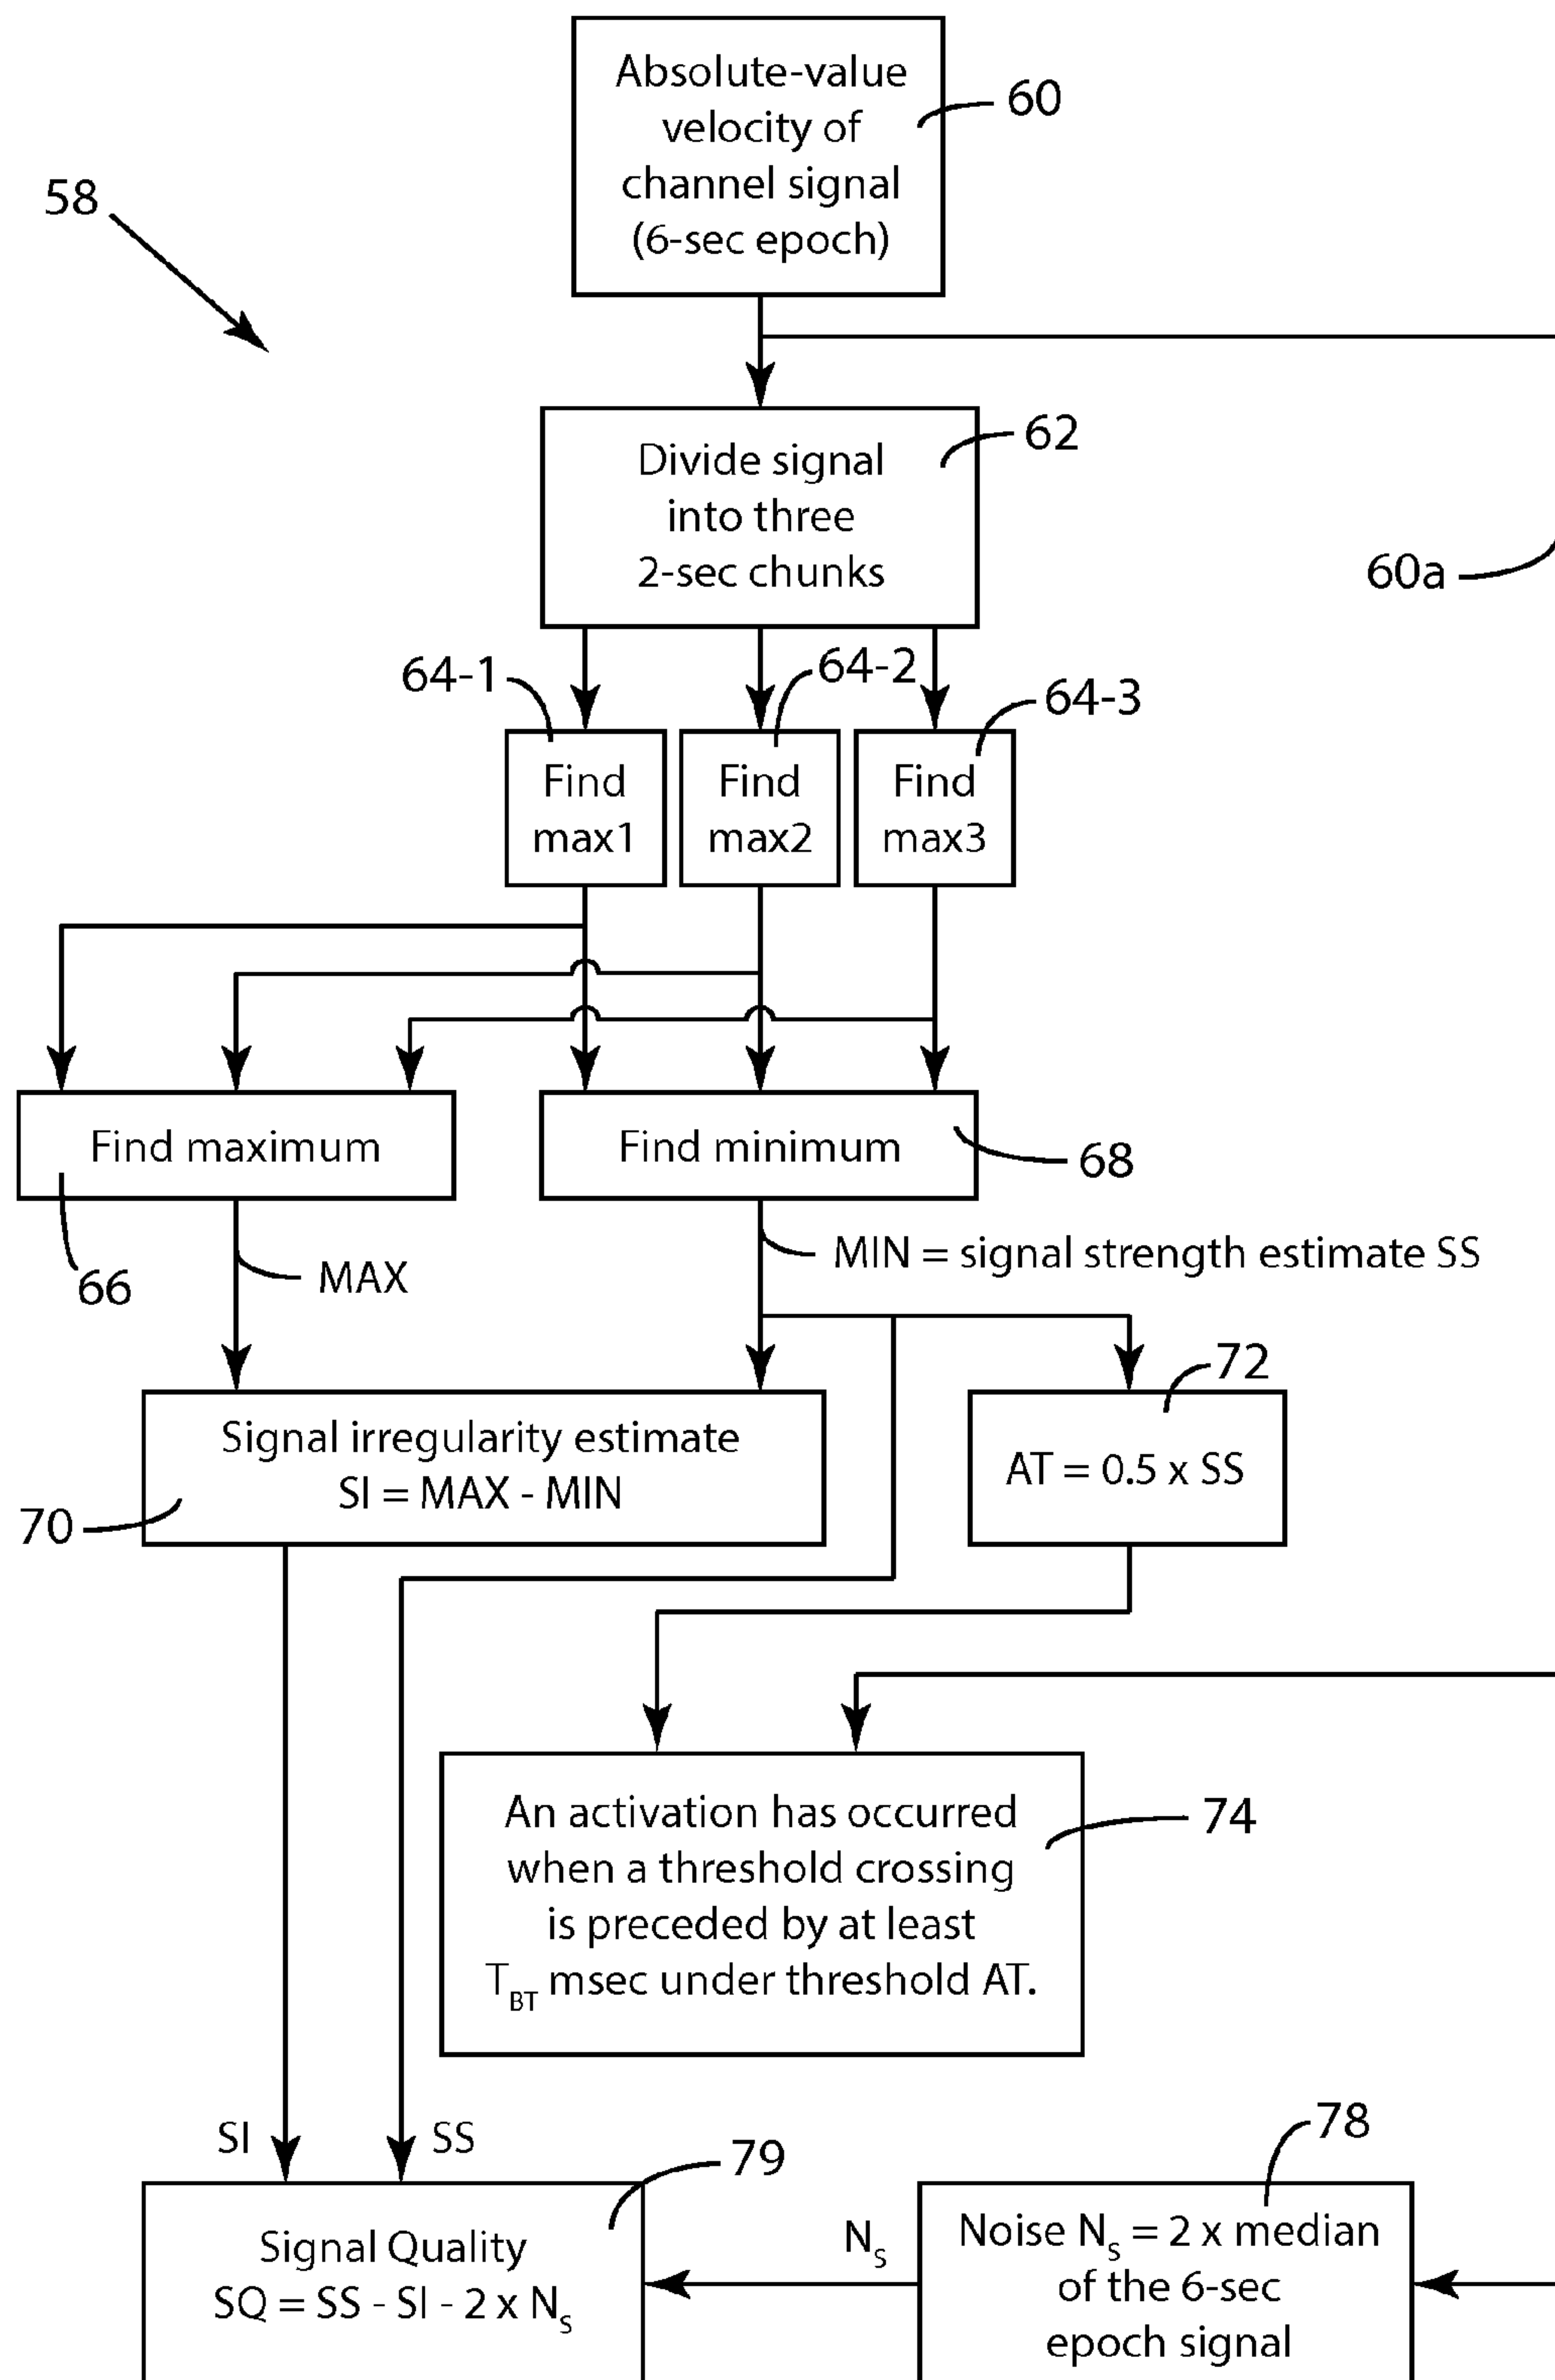 Absolute-value
velocity of
channel signal
(6-sec epoch)
60
58
Divide signal
into three
2-sec chunks
62
60a
64-1
64-2
64-3
Find
max1
Find
max2
Find
max3
Find maximum
Find minimum
68
66
MAX
MIN = signal strength estimate SS
72
Signal irregularity estimate
SI = MAX - MIN
AT = 0.5 x SS
70
An activation has occurred
when a threshold crossing
is preceded by at least
T_BT msec under threshold AT.
74
SI
SS
79
78
Signal Quality
SQ = SS - SI - 2 x N_S
N_S
Noise N_S = 2 x median
of the 6-sec
epoch signal